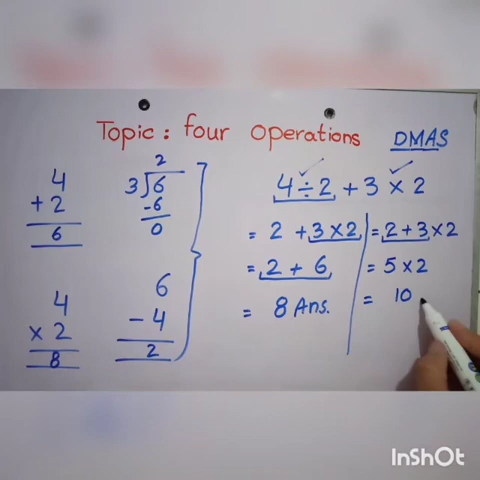 Topic: four operations DMAS
4
+ 2
6
2
3)6
-6
0
4
× 2
8
6
- 4
2
4 ÷ 2 + 3 × 2
= 2 + 3 × 2
= 2 + 6
= 8 Ans.
= 2 + 3 × 2
= 5 × 2
= 10
InShOt